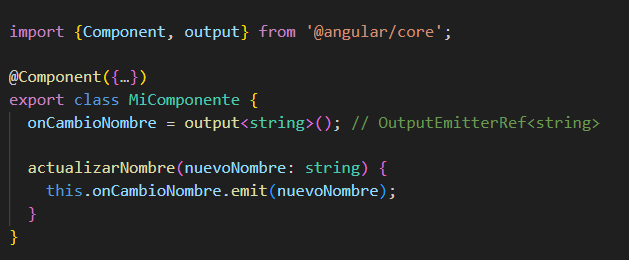 import {Component, output} from '@angular/core';
@Component({…})
export class MiComponente {
onCambioNombre = output<string>(); // OutputEmitterRef<string>
actualizarNombre(nuevoNombre: string) {
this.onCambioNombre.emit(nuevoNombre);
}
}